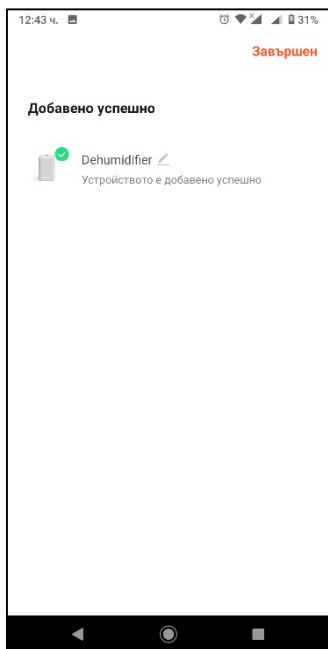 12:43 ч. 31%
Завършен
Добавено успешно
Dehumidifier
Устройството е добавено успешно